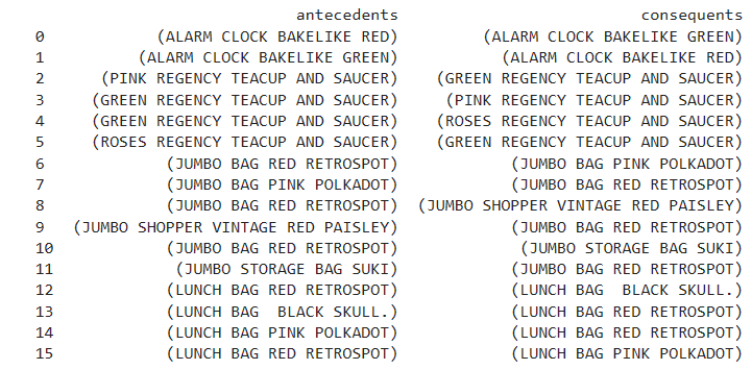 antecedents consequents
0 (ALARM CLOCK BAKELIKE RED) (ALARM CLOCK BAKELIKE GREEN)
1 (ALARM CLOCK BAKELIKE GREEN) (ALARM CLOCK BAKELIKE RED)
2 (PINK REGENCY TEACUP AND SAUCER) (GREEN REGENCY TEACUP AND SAUCER)
3 (GREEN REGENCY TEACUP AND SAUCER) (PINK REGENCY TEACUP AND SAUCER)
4 (GREEN REGENCY TEACUP AND SAUCER) (ROSES REGENCY TEACUP AND SAUCER)
5 (ROSES REGENCY TEACUP AND SAUCER) (GREEN REGENCY TEACUP AND SAUCER)
6 (JUMBO BAG RED RETROSPOT) (JUMBO BAG PINK POLKADOT)
7 (JUMBO BAG PINK POLKADOT) (JUMBO BAG RED RETROSPOT)
8 (JUMBO BAG RED RETROSPOT) (JUMBO SHOPPER VINTAGE RED PAISLEY)
9 (JUMBO SHOPPER VINTAGE RED PAISLEY) (JUMBO BAG RED RETROSPOT)
10 (JUMBO BAG RED RETROSPOT) (JUMBO STORAGE BAG SUKI)
11 (JUMBO STORAGE BAG SUKI) (JUMBO BAG RED RETROSPOT)
12 (LUNCH BAG RED RETROSPOT) (LUNCH BAG  BLACK SKULL.)
13 (LUNCH BAG  BLACK SKULL.) (LUNCH BAG RED RETROSPOT)
14 (LUNCH BAG PINK POLKADOT) (LUNCH BAG RED RETROSPOT)
15 (LUNCH BAG RED RETROSPOT) (LUNCH BAG PINK POLKADOT)